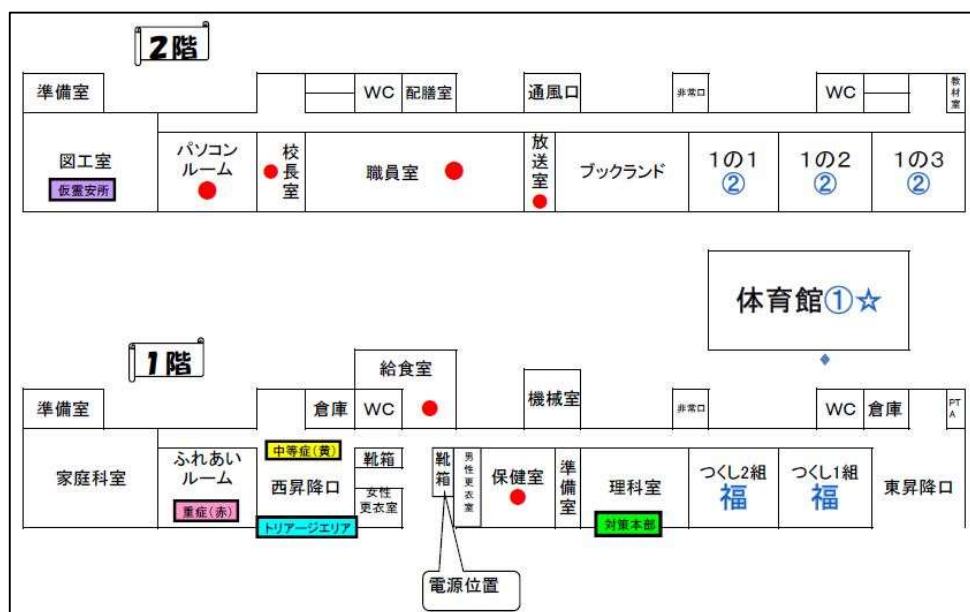 2階
準備室
WC
配膳室
通風口
非常口
WC
教材室
図工室
仮霊安所
パソコン
ルーム
校長室
職員室
放送室
ブックランド
1の1
②
1の2
②
1の3
②
体育館①☆
1階
給食室
準備室
倉庫
WC
機械室
非常口
WC
倉庫
PTA
家庭科室
ふれあい
ルーム
重症(赤)
中等症(黄)
西昇降口
トリアージエリア
靴箱
女性
更衣室
靴箱
男性更衣室
保健室
準備室
理科室
対策本部
つくし2組
福
つくし1組
福
東昇降口
電源位置